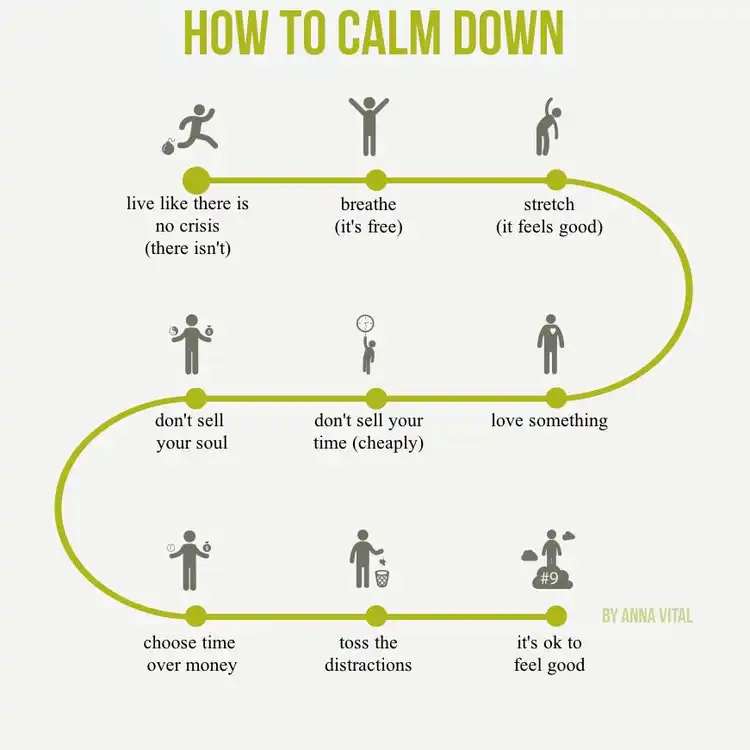 HOW TO CALM DOWN
live like there is
no crisis
(there isn't)
breathe
(it's free)
stretch
(it feels good)
love something
don't sell your
time (cheaply)
don't sell
your soul
choose time
over money
toss the
distractions
#9
it's ok to
feel good
BY ANNA VITAL